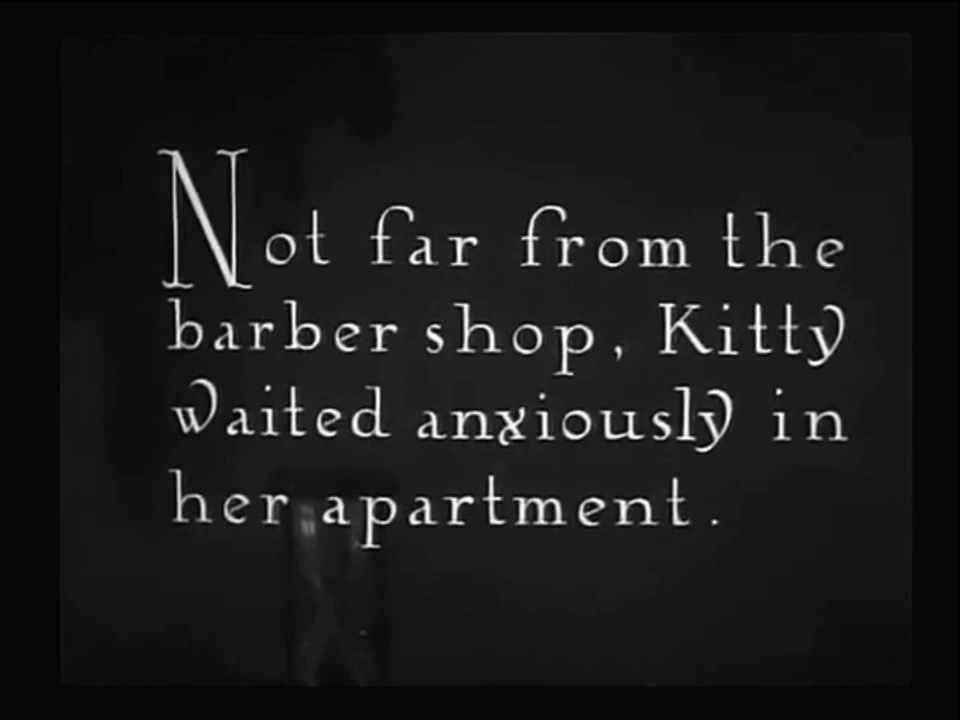 Not far from the
barber shop, Kitty
waited anxiously in
her apartment.